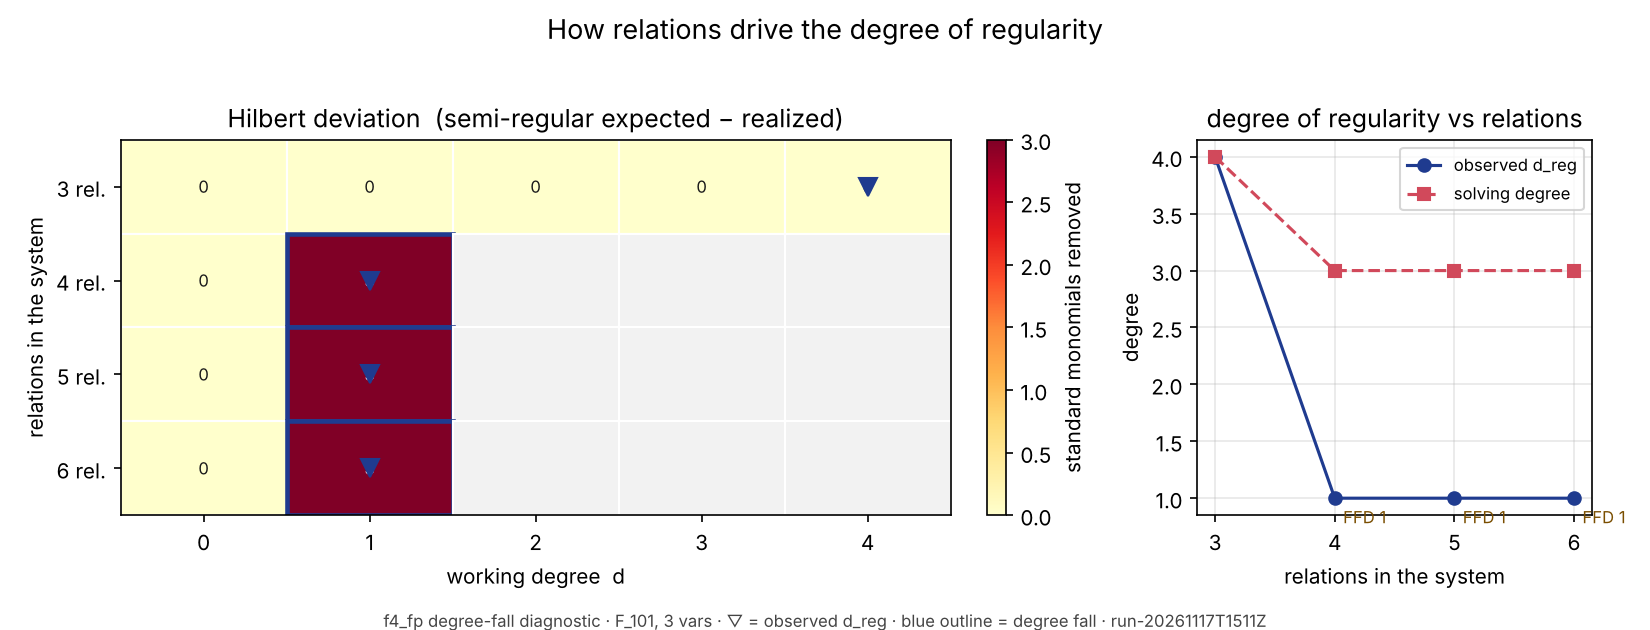 How relations drive the degree of regularity
Hilbert deviation (semi-regular expected − realized)
relations in the system
3 rel.
4 rel.
5 rel.
6 rel.
0 0 0 0
0
0
0
0 1 2 3 4
working degree d
3.0
2.5
2.0
1.5
1.0
0.5
0.0
standard monomials removed
degree of regularity vs relations
observed d_reg
solving degree
degree
4.0
3.5
3.0
2.5
2.0
1.5
1.0
FFD 1 FFD 1 FFD 1
3 4 5 6
relations in the system
f4_fp degree-fall diagnostic · F_101, 3 vars · ▽ = observed d_reg · blue outline = degree fall · run-20261117T1511Z